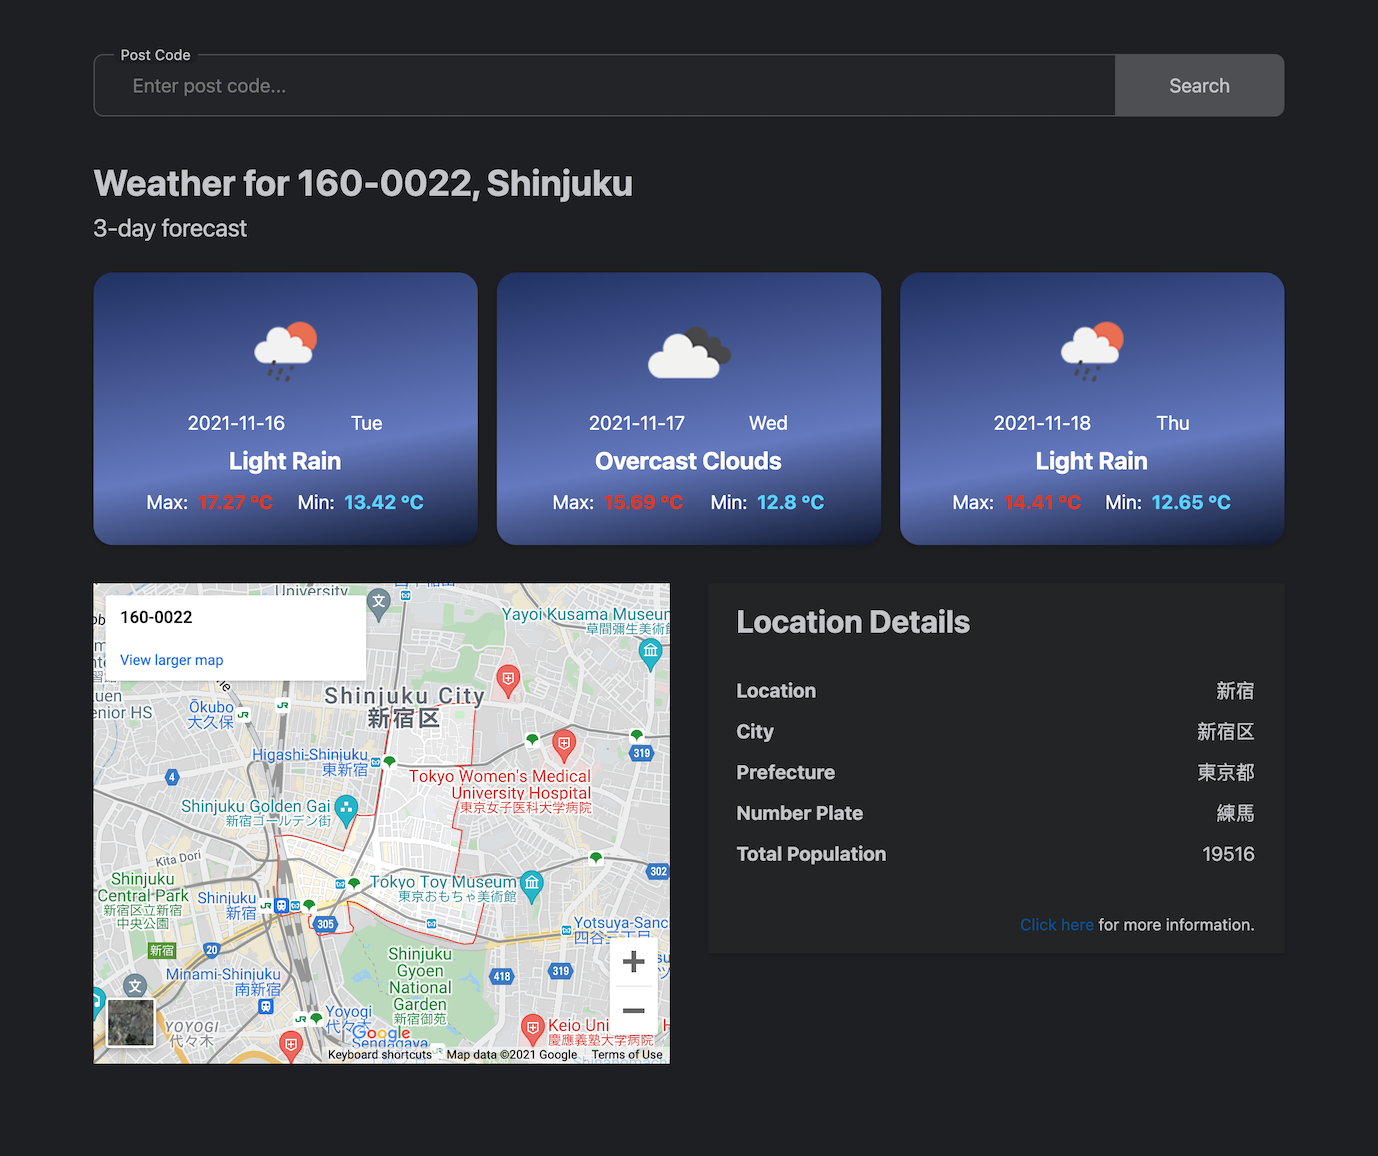 Post Code
Enter post code...
Search
Weather for 160-0022, Shinjuku
3-day forecast
2021-11-16 Tue
Light Rain
Max: 17.27 °C Min: 13.42 °C
2021-11-17 Wed
Overcast Clouds
Max: 15.69 °C Min: 12.8 °C
2021-11-18 Thu
Light Rain
Max: 14.41 °C Min: 12.65 °C
160-0022
View larger map
University
文
Yayoi Kusama Museum
草間彌生美術館
enior HS
Shinjuku City
新宿区
Ōkubo
大久保
JR
JR
Higashi-Shinjuku
東新宿
319
4
Tokyo Women's Medical
University Hospital
東京女子医科大学病院
Shinjuku Golden Gai
新宿ゴールデン街
Kita Dori
302
Shinjuku
Central Park
新宿区立新宿
中央公園
Tokyo Toy Museum
東京おもちゃ美術館
Shinjuku
新宿
JR
305
Yotsuya-Sanc
四谷三丁目
新宿
20
Shinjuku
Gyoen
National
Garden
新宿御苑
418
319
Minami-Shinjuku
南新宿
文
YOYOGI
代々木
JR
Yoyogi
代々木
Google
Sendagaya
Keio Uni
慶應義塾大学病院
Keyboard shortcuts
Map data ©2021 Google
Terms of Use
Location Details
Location 新宿
City 新宿区
Prefecture 東京都
Number Plate 練馬
Total Population 19516
Click here for more information.